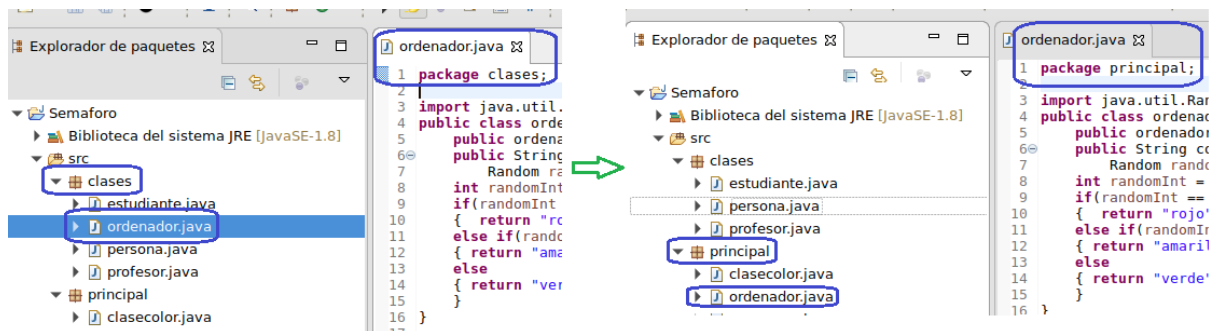 Explorador de paquetes
Semaforo
Biblioteca del sistema JRE [JavaSE-1.8]
src
clases
estudiante.java
ordenador.java
persona.java
profesor.java
principal
clasecolor.java
ordenador.java
1 package clases;
2
3 import java.util.
4 public class orde
5 public ordena
6 public String
7 Random ra
8 int randomInt
9 if(randomInt
10 { return "ro
11 else if(rando
12 { return "ama
13 else
14 { return "ver
15 }
16 }
Explorador de paquetes
Semaforo
Biblioteca del sistema JRE [JavaSE-1.8]
src
clases
estudiante.java
persona.java
profesor.java
principal
clasecolor.java
ordenador.java
ordenador.java
1 package principal;
2
3 import java.util.Ran
4 public class ordenad
5 public ordenador
6 public String co
7 Random rando
8 int randomInt =
9 if(randomInt ==
10 { return "rojo"
11 else if(randomIn
12 { return "amaril
13 else
14 { return "verde"
15 }
16 }